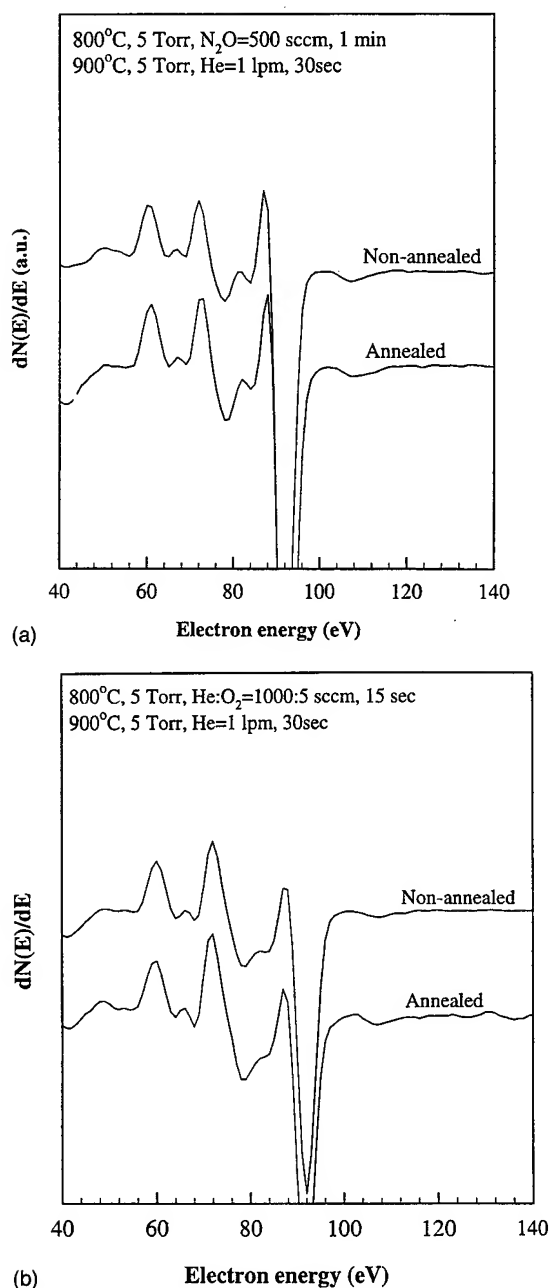 800°C, 5 Torr, N₂O=500 sccm, 1 min
900°C, 5 Torr, He=1 lpm, 30sec
dN(E)/dE (a.u.)
Non-annealed
Annealed
40 60 80 100 120 140
(a)
Electron energy (eV)
800°C, 5 Torr, He:O₂=1000:5 sccm, 15 sec
900°C, 5 Torr, He=1 lpm, 30sec
dN(E)/dE
Non-annealed
Annealed
40 60 80 100 120 140
(b)
Electron energy (eV)